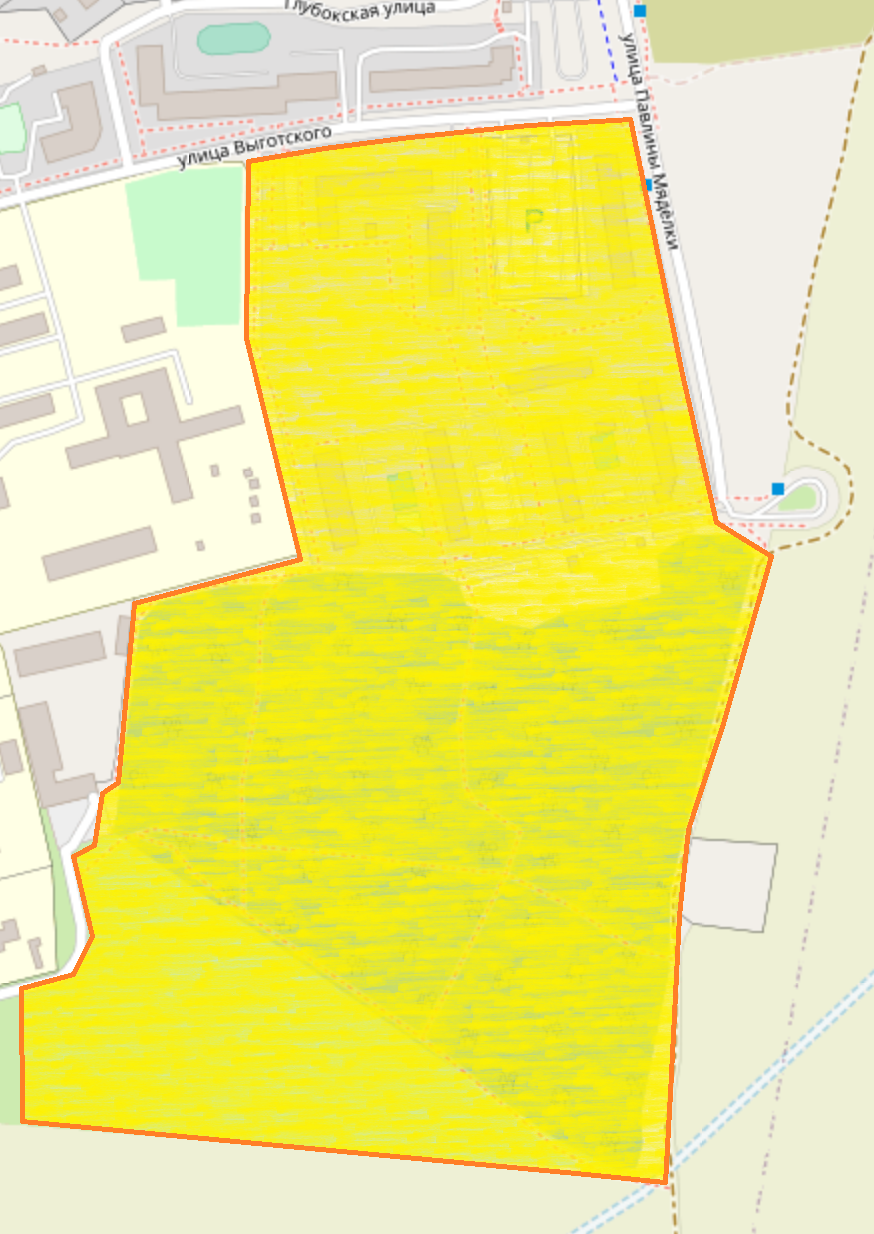 Глубокская улица
улица Павлины Мядёлки
улица Выготского
P